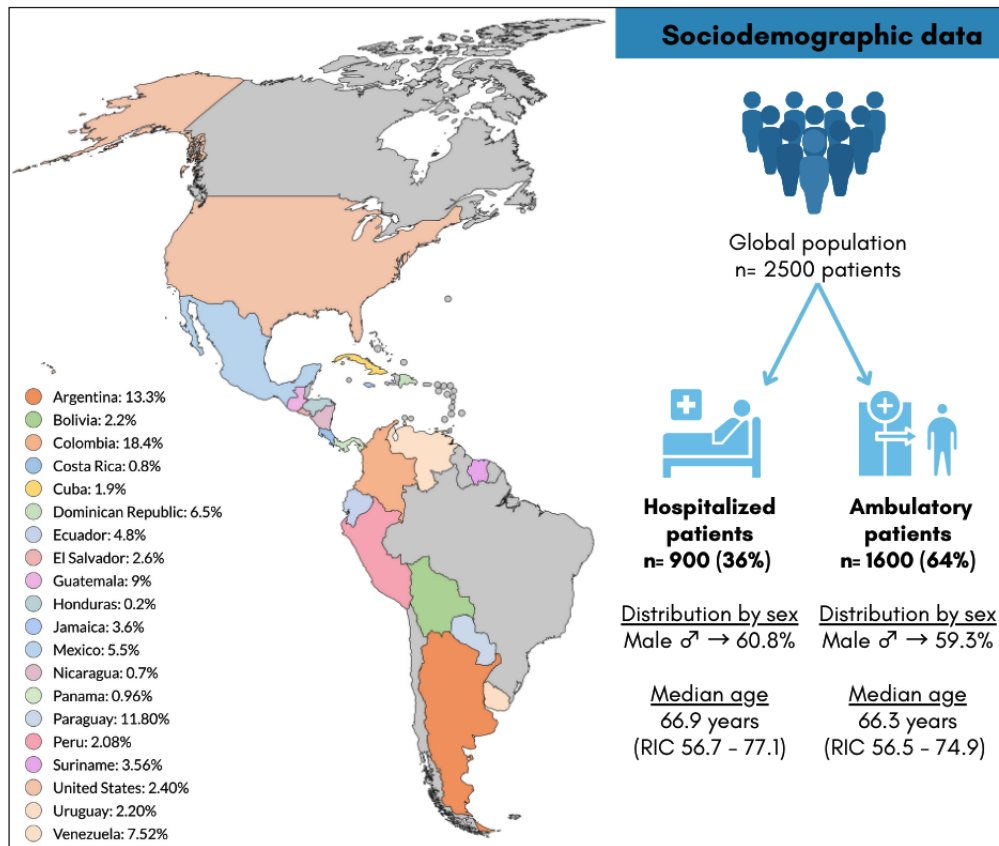 Sociodemographic data
Global population
n= 2500 patients
Argentina: 13.3%
Bolivia: 2.2%
Colombia: 18.4%
Costa Rica: 0.8%
Cuba: 1.9%
Dominican Republic: 6.5%
Ecuador: 4.8%
El Salvador: 2.6%
Guatemala: 9%
Honduras: 0.2%
Jamaica: 3.6%
Mexico: 5.5%
Nicaragua: 0.7%
Panama: 0.96%
Paraguay: 11.80%
Peru: 2.08%
Suriname: 3.56%
United States: 2.40%
Uruguay: 2.20%
Venezuela: 7.52%
Hospitalized
patients
n= 900 (36%)
Distribution by sex
Male ♂ → 60.8%
Median age
66.9 years
(RIC 56.7 - 77.1)
Ambulatory
patients
n= 1600 (64%)
Distribution by sex
Male ♂ → 59.3%
Median age
66.3 years
(RIC 56.5 - 74.9)